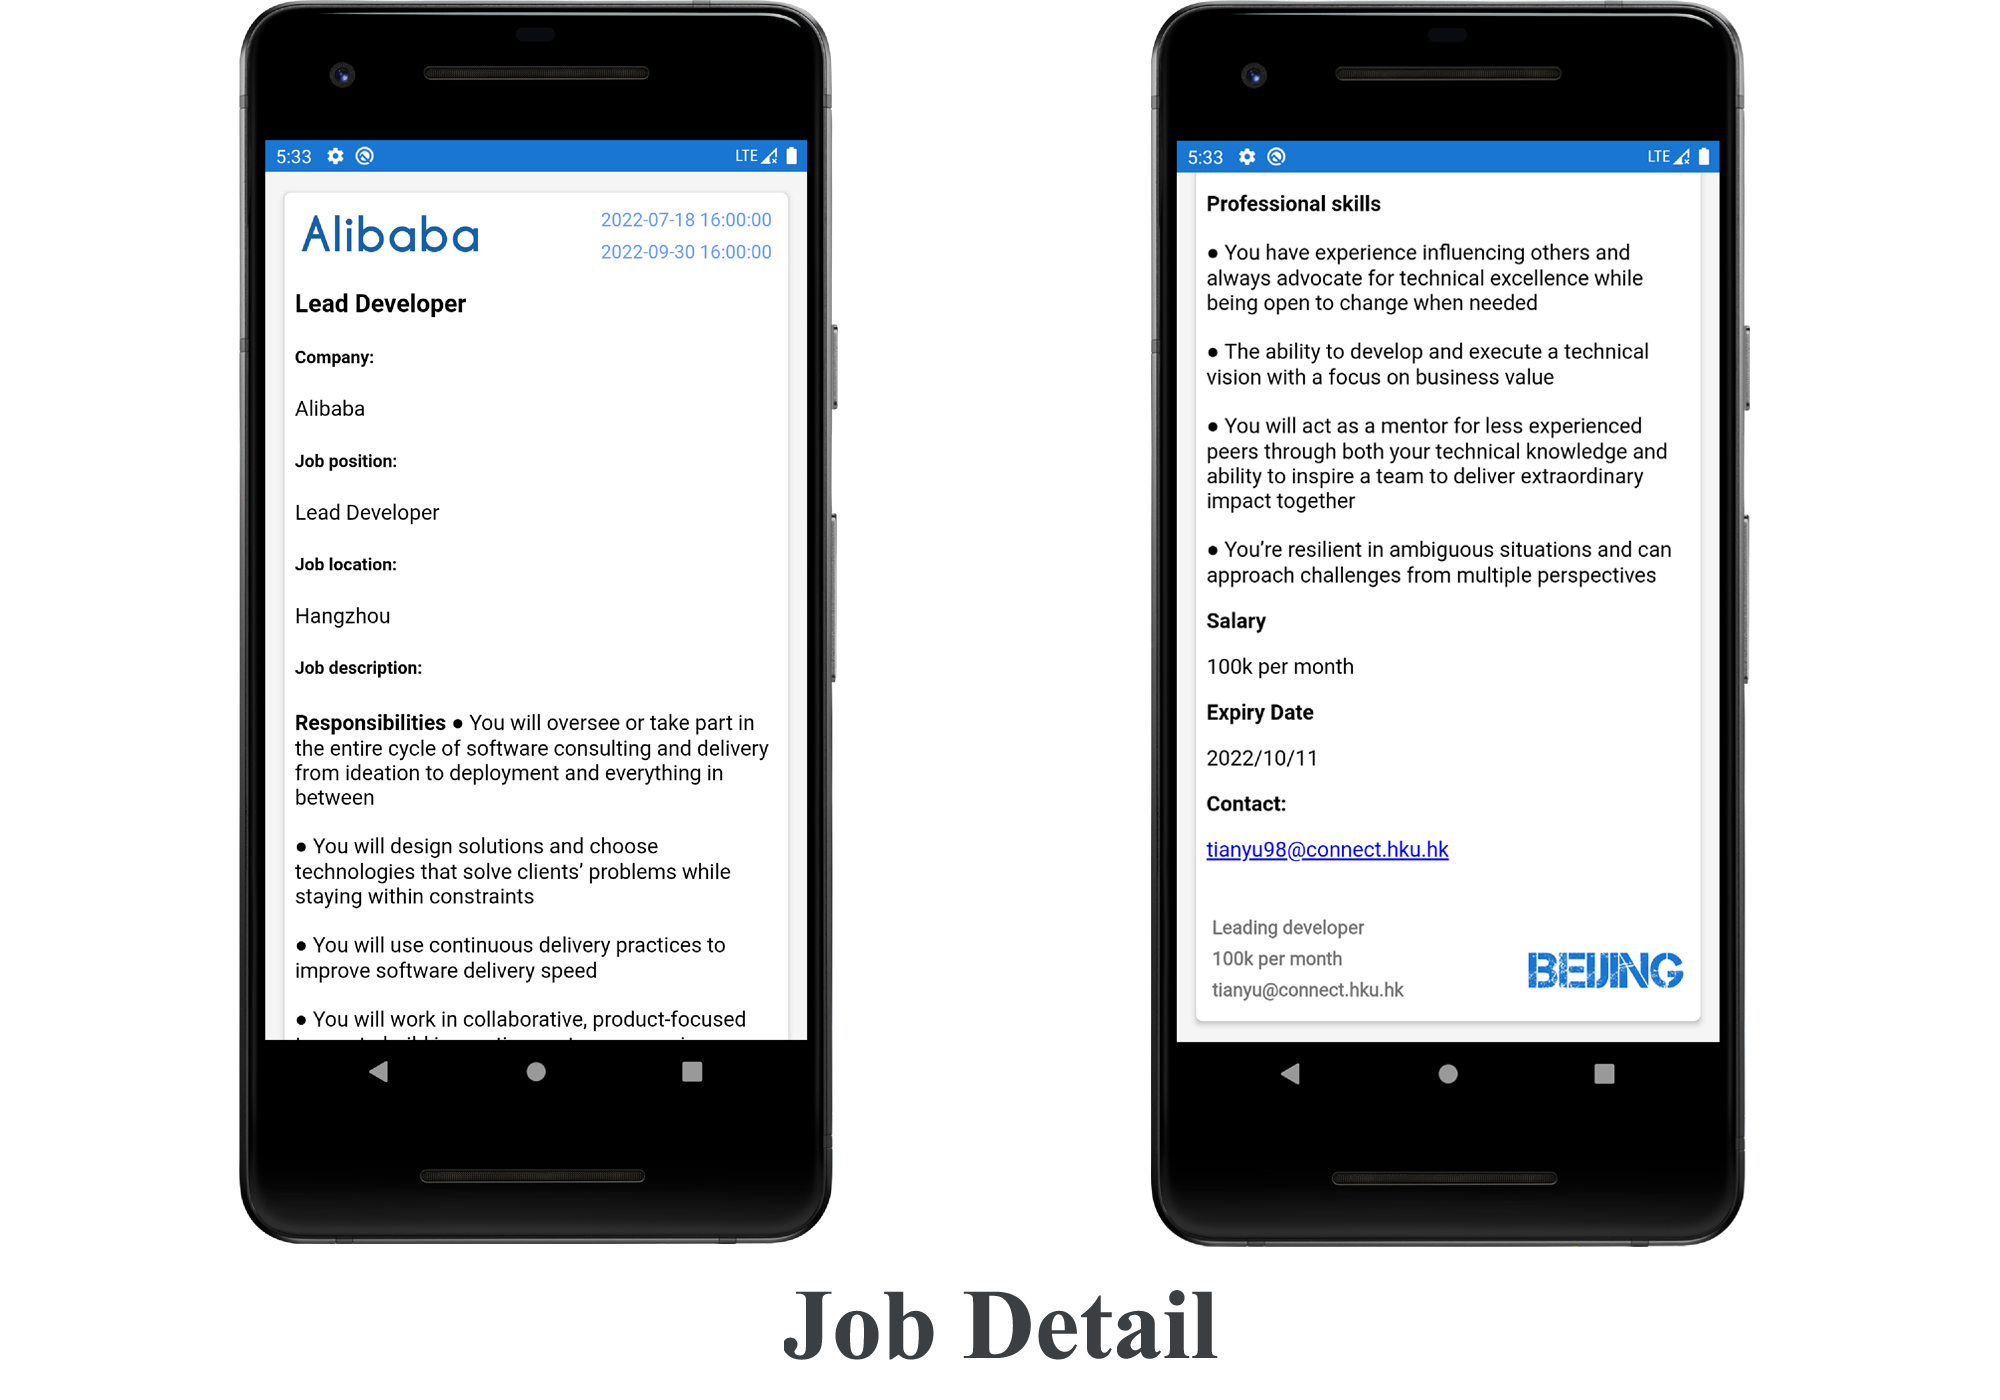 5:33
LTE
Alibaba
2022-07-18 16:00:00
2022-09-30 16:00:00
Lead Developer
Company:
Alibaba
Job position:
Lead Developer
Job location:
Hangzhou
Job description:
Responsibilities ● You will oversee or take part in
the entire cycle of software consulting and delivery
from ideation to deployment and everything in
between
● You will design solutions and choose
technologies that solve clients’ problems while
staying within constraints
● You will use continuous delivery practices to
improve software delivery speed
● You will work in collaborative, product-focused
5:33
LTE
Professional skills
● You have experience influencing others and
always advocate for technical excellence while
being open to change when needed
● The ability to develop and execute a technical
vision with a focus on business value
● You will act as a mentor for less experienced
peers through both your technical knowledge and
ability to inspire a team to deliver extraordinary
impact together
● You’re resilient in ambiguous situations and can
approach challenges from multiple perspectives
Salary
100k per month
Expiry Date
2022/10/11
Contact:
tianyu98@connect.hku.hk
Leading developer
100k per month
tianyu@connect.hku.hk
BEIJING
Job Detail